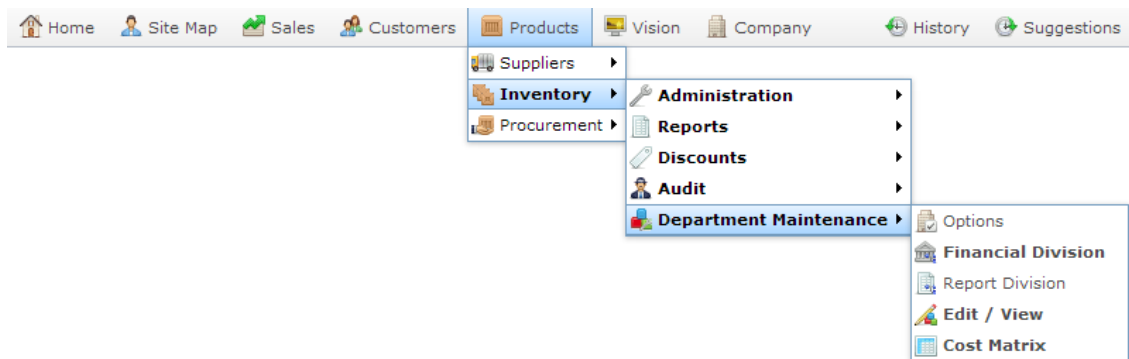 Home Site Map Sales Customers Products Vision Company History Suggestions
Suppliers
Inventory
Procurement
Administration
Reports
Discounts
Audit
Department Maintenance
Options
Financial Division
Report Division
Edit / View
Cost Matrix